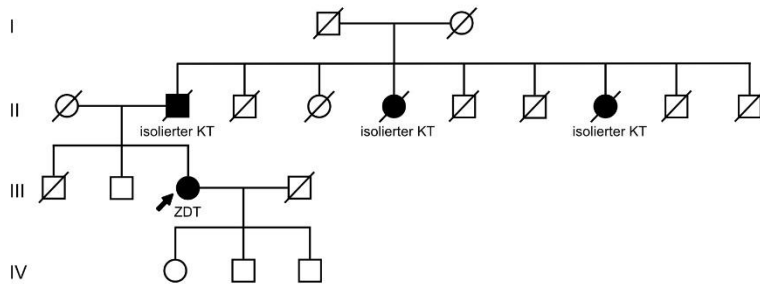 I
II
isolierter KT
isolierter KT
isolierter KT
III
ZDT
IV